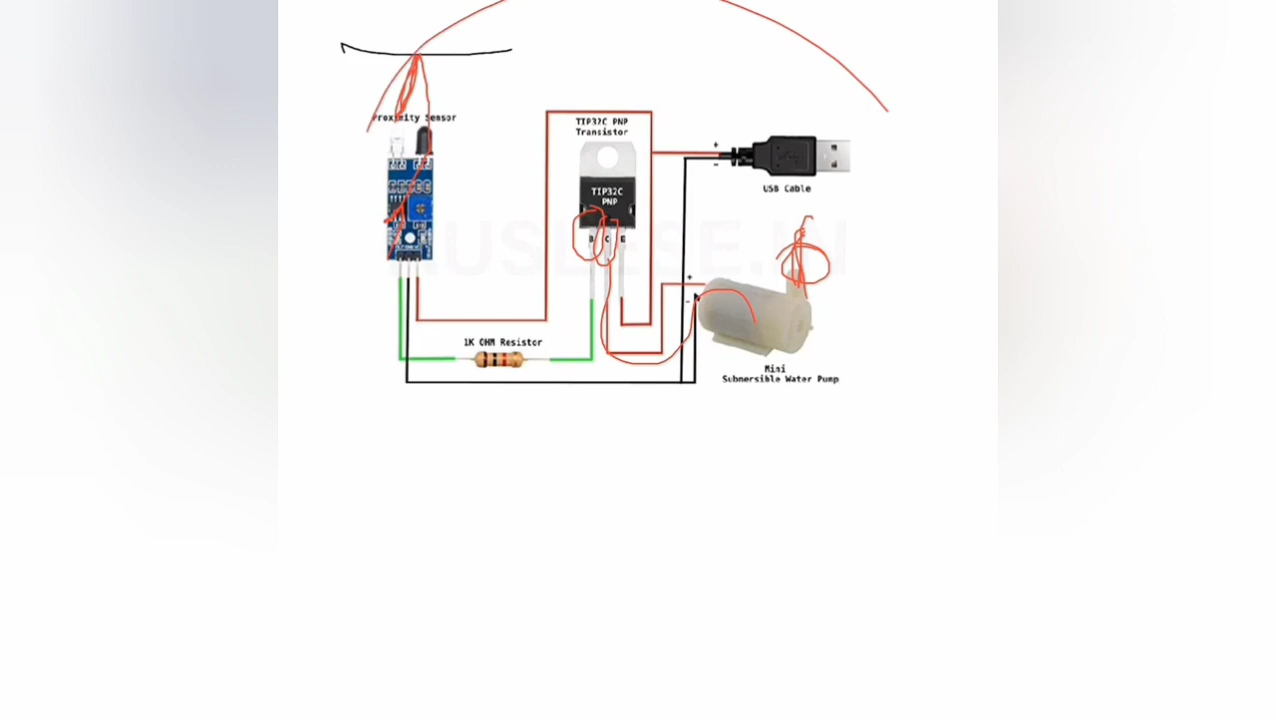 Proximity Sensor
TIP32C PNP
Transistor
TIP32C
PNP
B C E
+
-
USB Cable
+
-
1K OHM Resistor
Mini
Submersible Water Pump